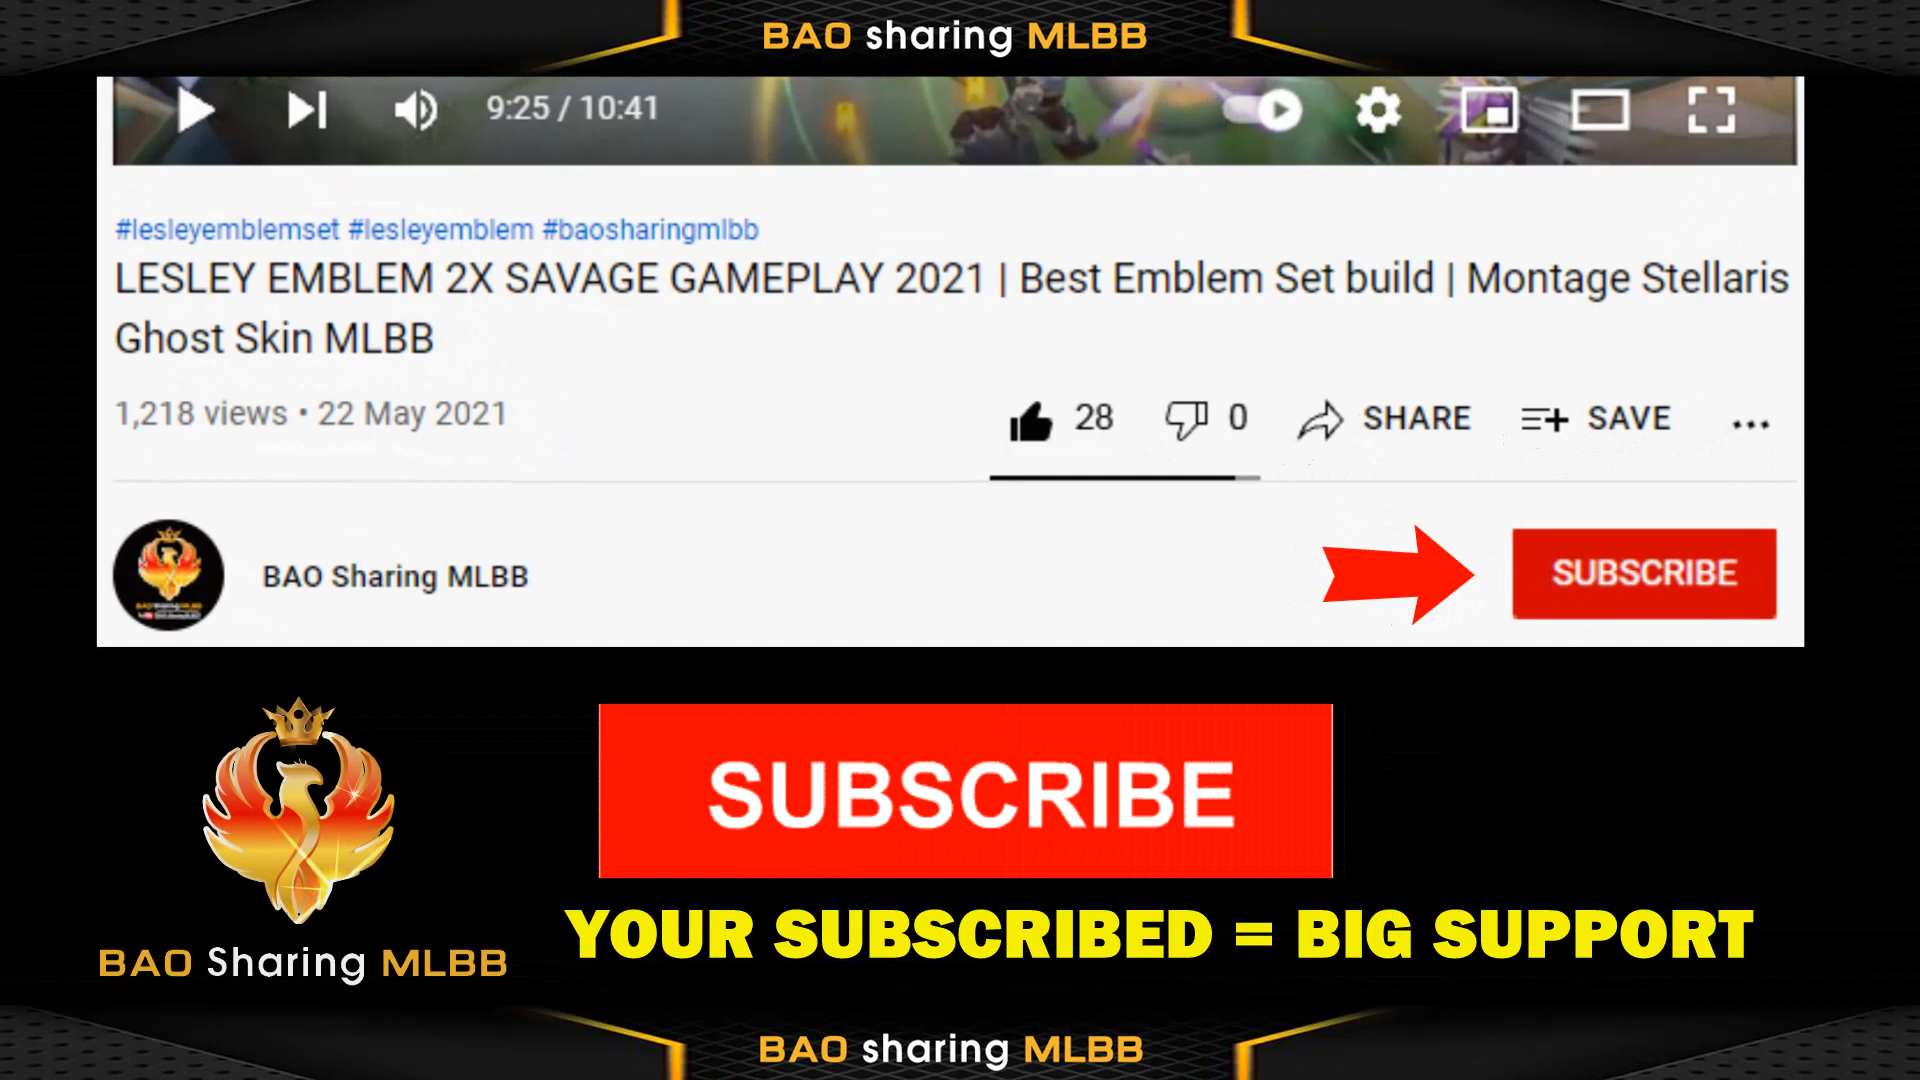 BAO sharing MLBB
9:25 / 10:41
#lesleyemblemset #lesleyemblem #baosharingmlbb
LESLEY EMBLEM 2X SAVAGE GAMEPLAY 2021 | Best Emblem Set build | Montage Stellaris
Ghost Skin MLBB
1,218 views • 22 May 2021
28 0 SHARE SAVE ...
BAO Sharing MLBB
SUBSCRIBE
SUBSCRIBE
YOUR SUBSCRIBED = BIG SUPPORT
BAO Sharing MLBB
BAO sharing MLBB